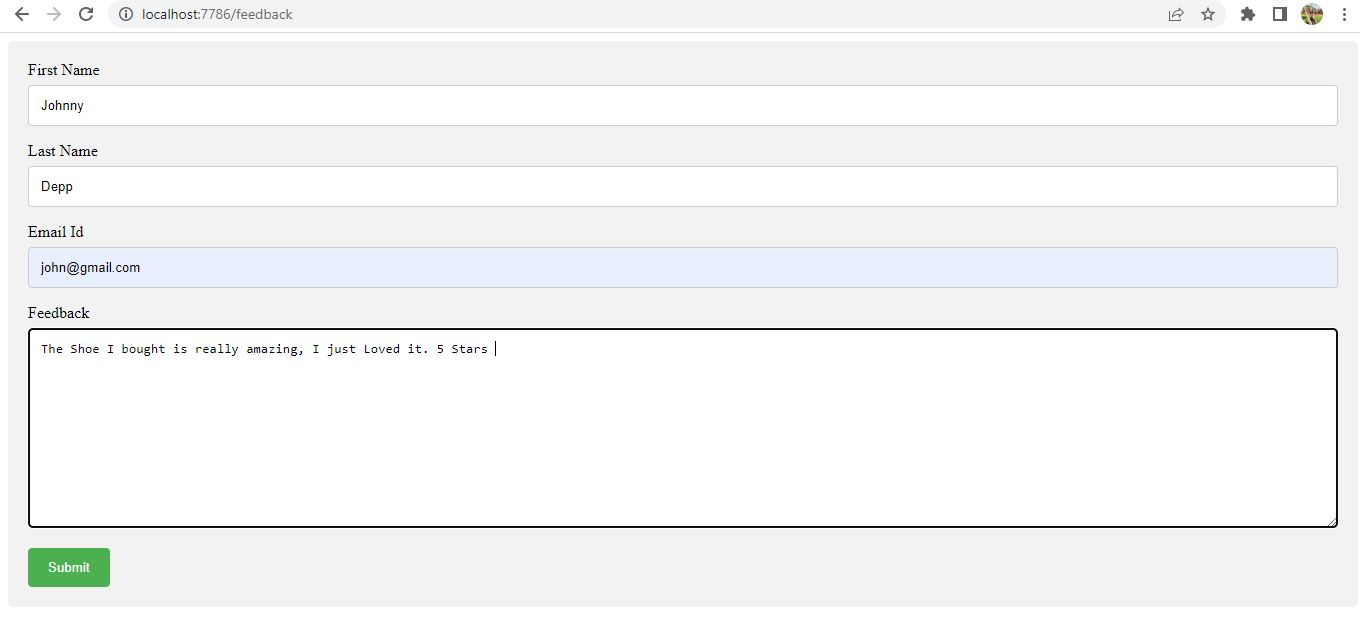 localhost:7786/feedback
First Name
Johnny
Last Name
Depp
Email Id
john@gmail.com
Feedback
The Shoe I bought is really amazing, I just Loved it. 5 Stars
Submit